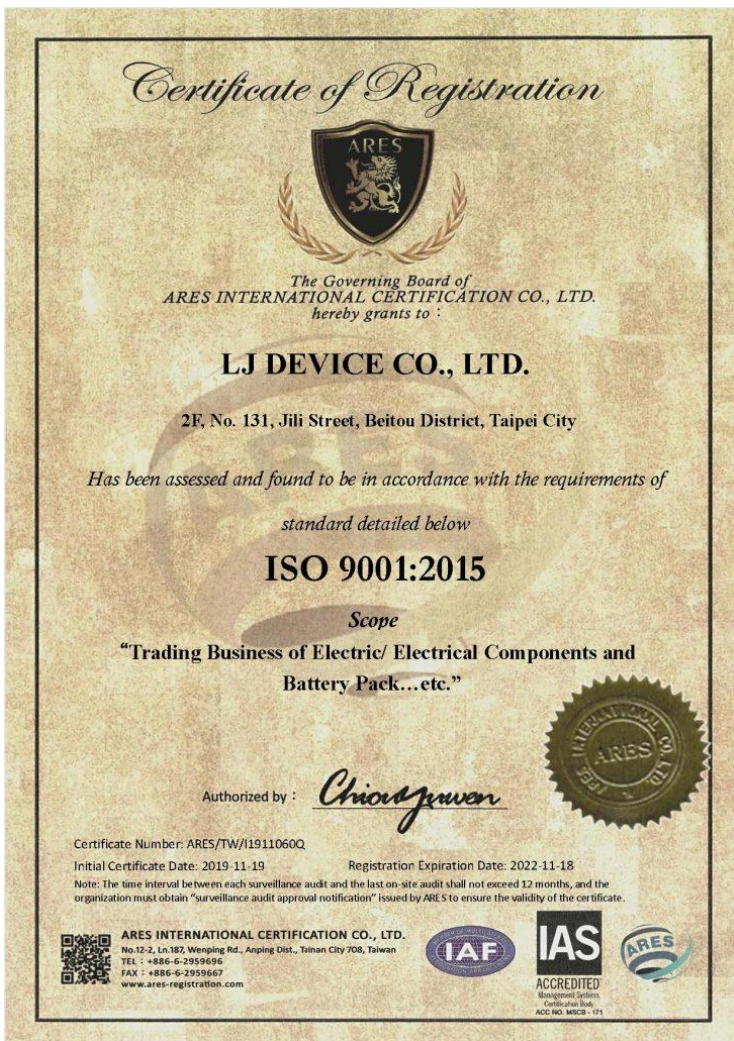 Certificate of Registration
ARES
The Governing Board of
ARES INTERNATIONAL CERTIFICATION CO., LTD.
hereby grants to：
LJ DEVICE CO., LTD.
2F, No. 131, Jili Street, Beitou District, Taipei City
Has been assessed and found to be in accordance with the requirements of
standard detailed below
ISO 9001:2015
Scope
“Trading Business of Electric/ Electrical Components and
Battery Pack…etc.”
ARES INTERNATIONAL CO. LTD.
ARES
Authorized by：
Certificate Number: ARES/TW/I1911060Q
Initial Certificate Date: 2019-11-19 Registration Expiration Date: 2022-11-18
Note: The time interval between each surveillance audit and the last on-site audit shall not exceed 12 months, and the
organization must obtain “surveillance audit approval notification” issued by ARES to ensure the validity of the certificate.
ARES INTERNATIONAL CERTIFICATION CO., LTD.
No.12-2, Ln.187, Wenping Rd., Anping Dist., Tainan City 708, Taiwan
TEL：+886-6-2959696
FAX：+886-6-2959667
www.ares-registration.com
IAF
IAS
ACCREDITED
Management Systems
Certification Body
ACC NO. MSCB - 171
ARES